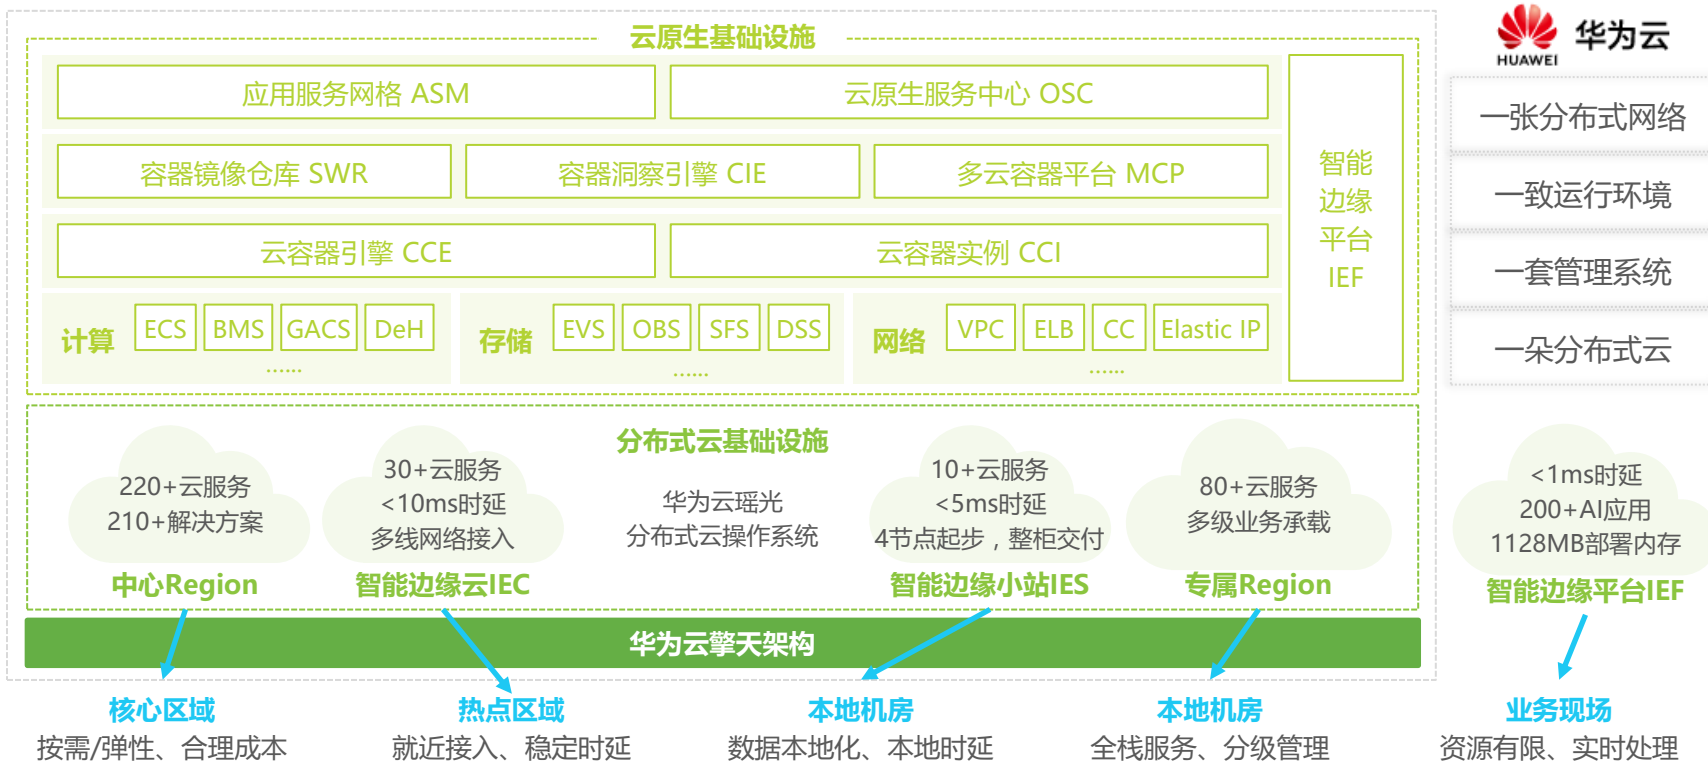 云原生基础设施
应用服务网格 ASM
云原生服务中心 OSC
容器镜像仓库 SWR
容器洞察引擎 CIE
多云容器平台 MCP
云容器引擎 CCE
云容器实例 CCI
智能
边缘
平台
IEF
计算
ECS
BMS
GACS
DeH
......
存储
EVS
OBS
SFS
DSS
......
网络
VPC
ELB
CC
Elastic IP
......
HUAWEI
华为云
一张分布式网络
一致运行环境
一套管理系统
一朵分布式云
分布式云基础设施
220+云服务
210+解决方案
中心Region
30+云服务
<10ms时延
多线网络接入
智能边缘云IEC
华为云瑶光
分布式云操作系统
10+云服务
<5ms时延
4节点起步，整柜交付
智能边缘小站IES
80+云服务
多级业务承载
专属Region
<1ms时延
200+AI应用
1128MB部署内存
智能边缘平台IEF
华为云擎天架构
核心区域
按需/弹性、合理成本
热点区域
就近接入、稳定时延
本地机房
数据本地化、本地时延
本地机房
全栈服务、分级管理
业务现场
资源有限、实时处理